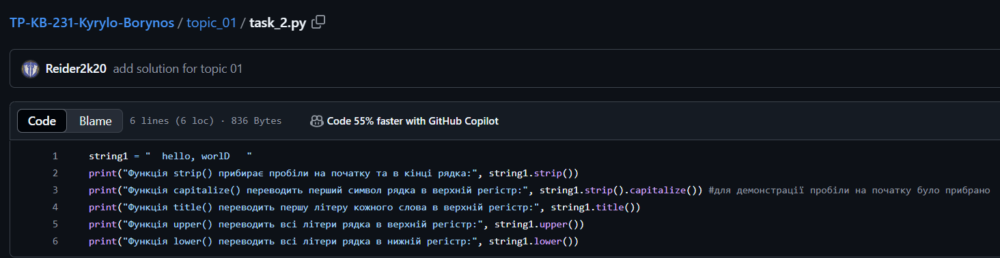 TP-KB-231-Kyrylo-Borynos / topic_01 / task_2.py
Reider2k20 add solution for topic 01
Code Blame 6 lines (6 loc) · 836 Bytes Code 55% faster with GitHub Copilot
1 string1 = "  hello, worlD   "
2 print("Функція strip() прибирає пробіли на початку та в кінці рядка:", string1.strip())
3 print("Функція capitalize() переводить перший символ рядка в верхній регістр:", string1.strip().capitalize()) #для демонстрації пробіли на початку було прибрано
4 print("Функція title() переводить першу літеру кожного слова в верхній регістр:", string1.title())
5 print("Функція upper() переводить всі літери рядка в верхній регістр:", string1.upper())
6 print("Функція lower() переводить всі літери рядка в нижній регістр:", string1.lower())